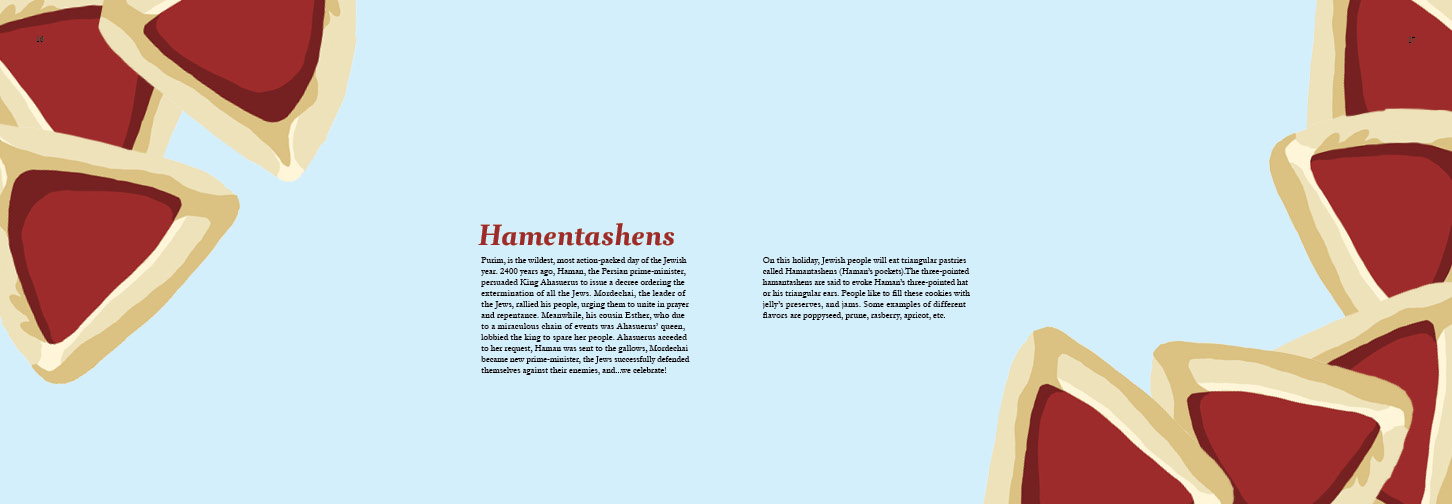 Hamentashens
Purim, is the wildest, most action-packed day of the Jewish
year. 2400 years ago, Haman, the Persian prime-minister,
persuaded King Ahasuerus to issue a decree ordering the
extermination of all the Jews. Mordechai, the leader of
the Jews, rallied his people, urging them to unite in prayer
and repentance. Meanwhile, his cousin Esther, who due
to a miraculous chain of events was Ahasuerus' queen,
lobbied the king to spare her people. Ahasuerus acceded
to her request, Haman was sent to the gallows, Mordechai
became new prime-minister, the Jews successfully defended
themselves against their enemies, and...we celebrate!
On this holiday, Jewish people will eat triangular pastries
called Hamantashens (Haman's pockets).The three-pointed
hamantashens are said to evoke Haman's three-pointed hat
or his triangular ears. People like to fill these cookies with
jelly's preserves, and jams. Some examples of different
flavors are poppyseed, prune, rasberry, apricot, etc.